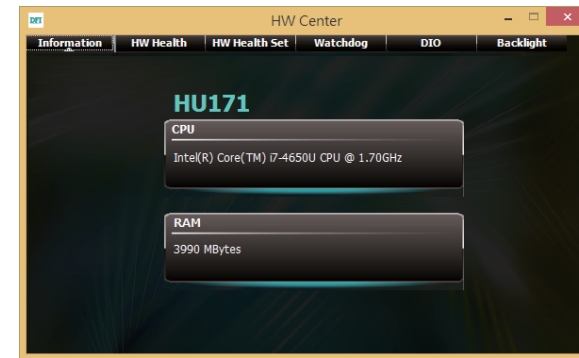 DFI
HW Center
Information HW Health HW Health Set Watchdog DIO Backlight
HU171
CPU
Intel(R) Core(TM) i7-4650U CPU @ 1.70GHz
RAM
3990 MBytes